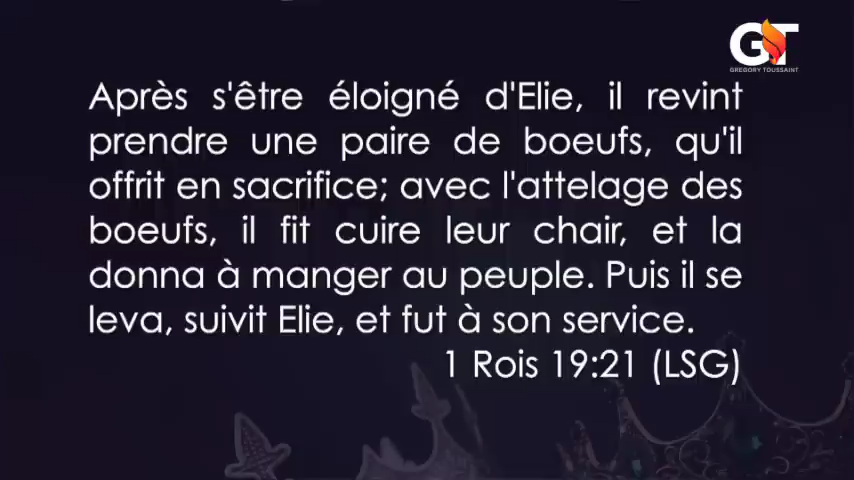 GT
GREGORY TOUSSAINT
Après s'être éloigné d'Elie, il revint
prendre une paire de boeufs, qu'il
offrit en sacrifice; avec l'attelage des
boeufs, il fit cuire leur chair, et la
donna à manger au peuple. Puis il se
leva, suivit Elie, et fut à son service.
1 Rois 19:21 (LSG)